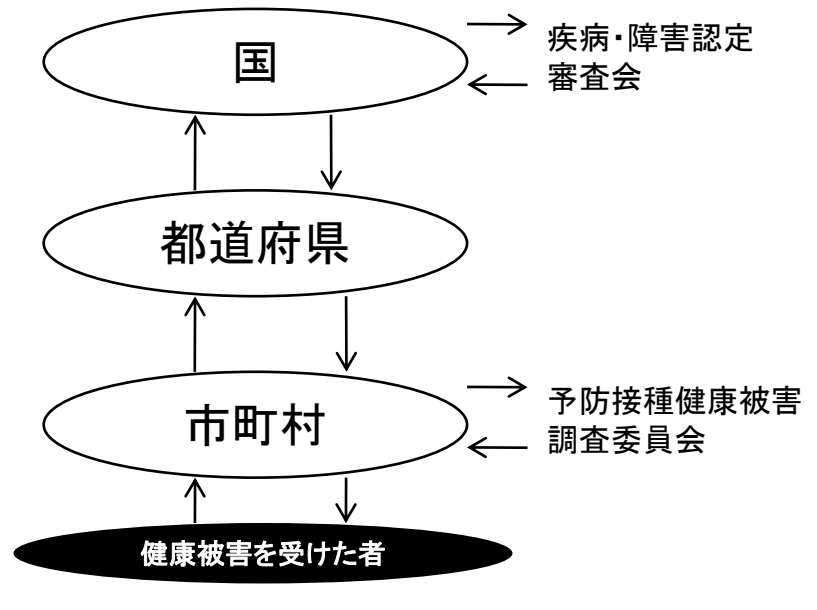 国
疾病・障害認定
審査会
都道府県
市町村
予防接種健康被害
調査委員会
健康被害を受けた者